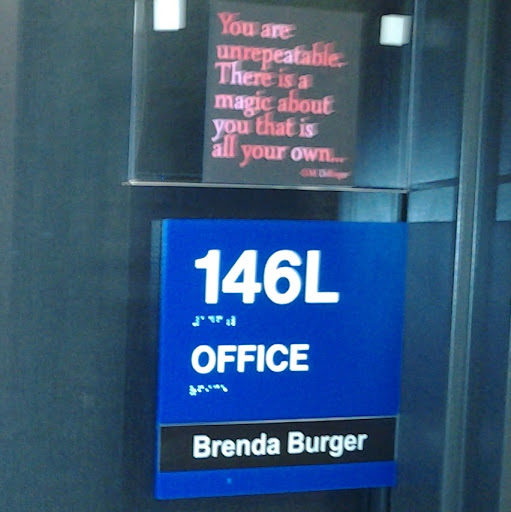 You are
unrepeatable.
There is a
magic about
you that is
all your own...
146L
OFFICE
Brenda Burger